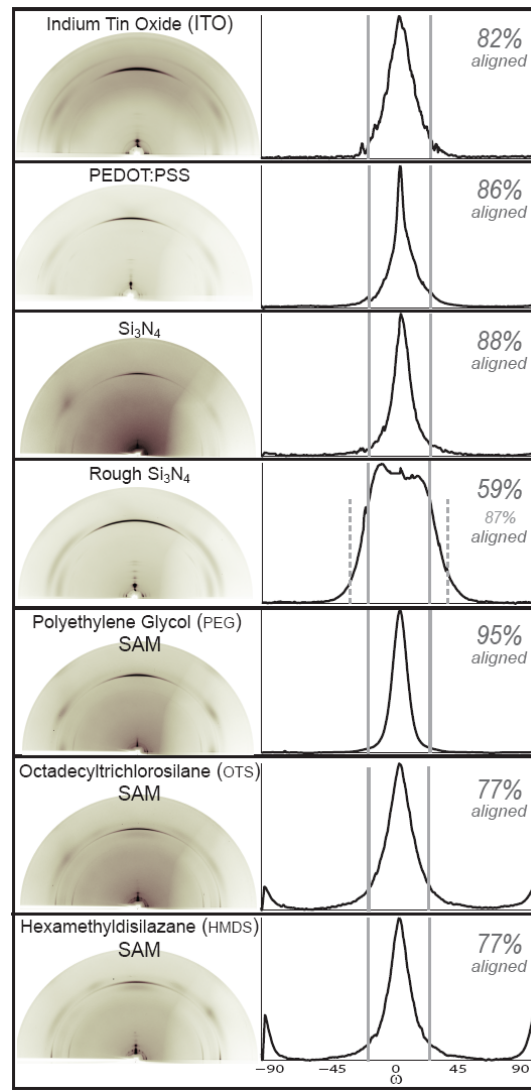 Indium Tin Oxide (ITO)
82%
aligned
PEDOT:PSS
86%
aligned
Si₃N₄
88%
aligned
Rough Si₃N₄
59%
87%
aligned
Polyethylene Glycol (PEG)
SAM
95%
aligned
Octadecyltrichlorosilane (OTS)
SAM
77%
aligned
Hexamethyldisilazane (HMDS)
SAM
77%
aligned
−90 −45 0 45 90
ω